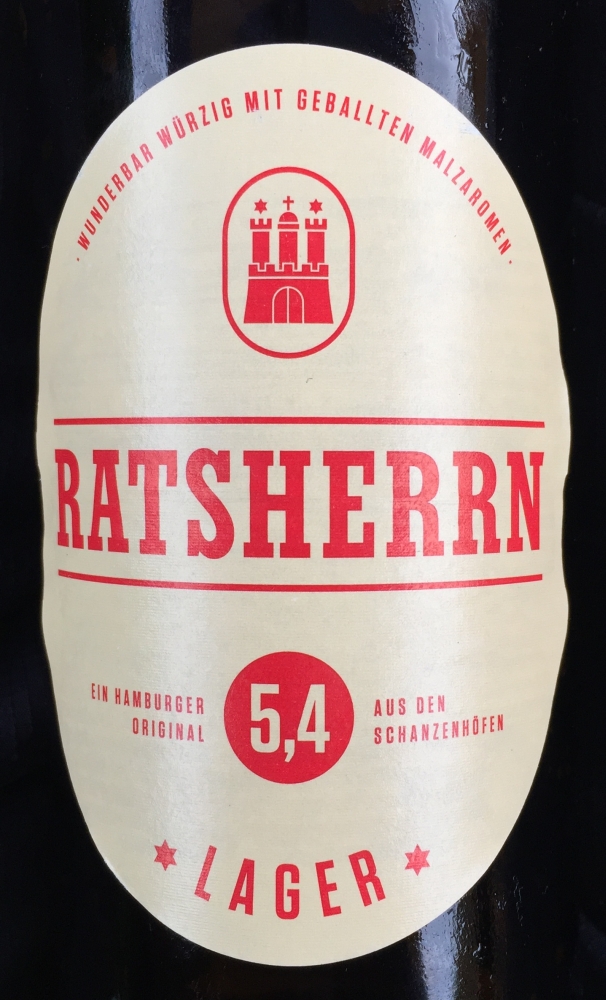 · WUNDERBAR WÜRZIG MIT GEBALLTEN MALZAROMEN ·
RATSHERRN
EIN HAMBURGER
ORIGINAL
5,4
AUS DEN
SCHANZENHÖFEN
LAGER